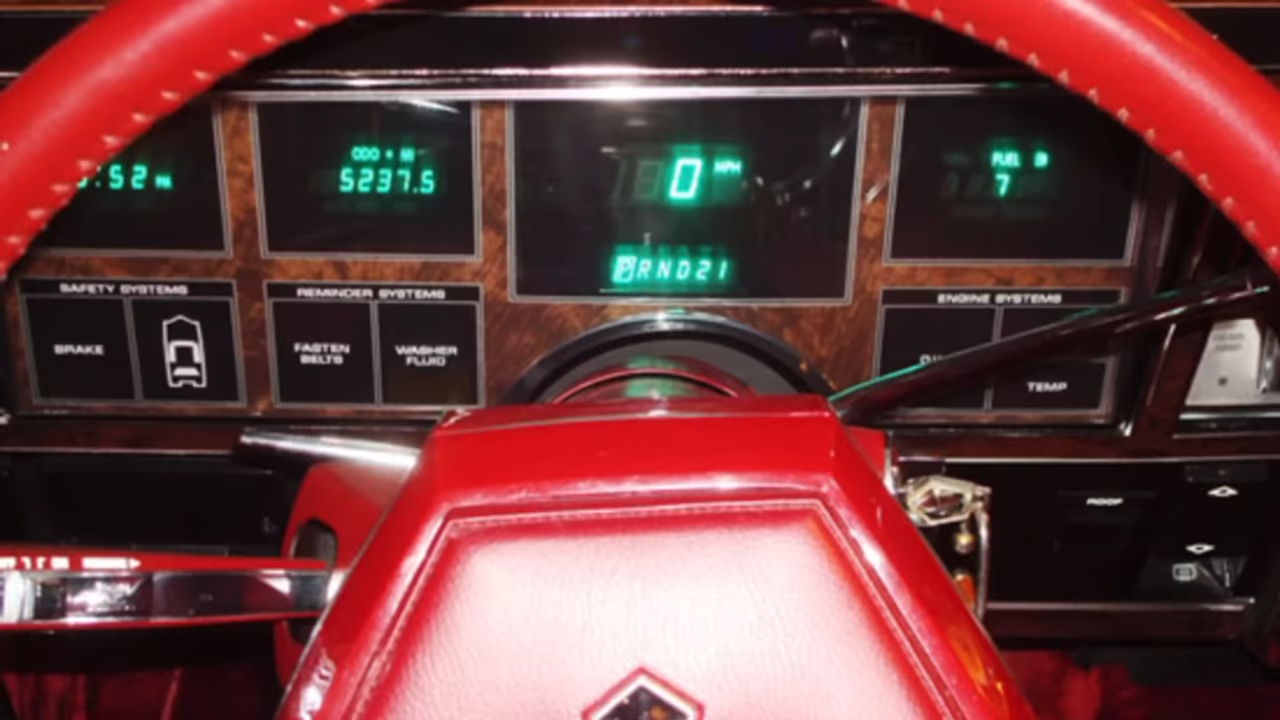 :52
ODO
5237.5
0 MPH
PRND21
FUEL
7
SAFETY SYSTEMS
BRAKE
REMINDER SYSTEMS
FASTEN
BELTS
WASHER
FLUID
ENGINE SYSTEMS
TEMP
ROOF